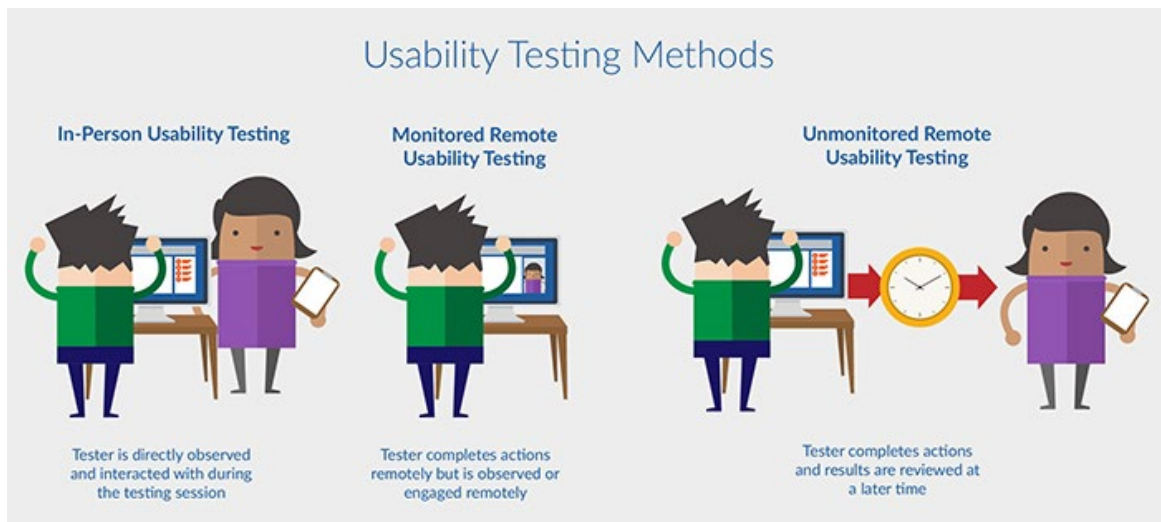 Usability Testing Methods
In-Person Usability Testing
Tester is directly observed
and interacted with during
the testing session
Monitored Remote
Usability Testing
Tester completes actions
remotely but is observed or
engaged remotely
Unmonitored Remote
Usability Testing
Tester completes actions
and results are reviewed at
a later time